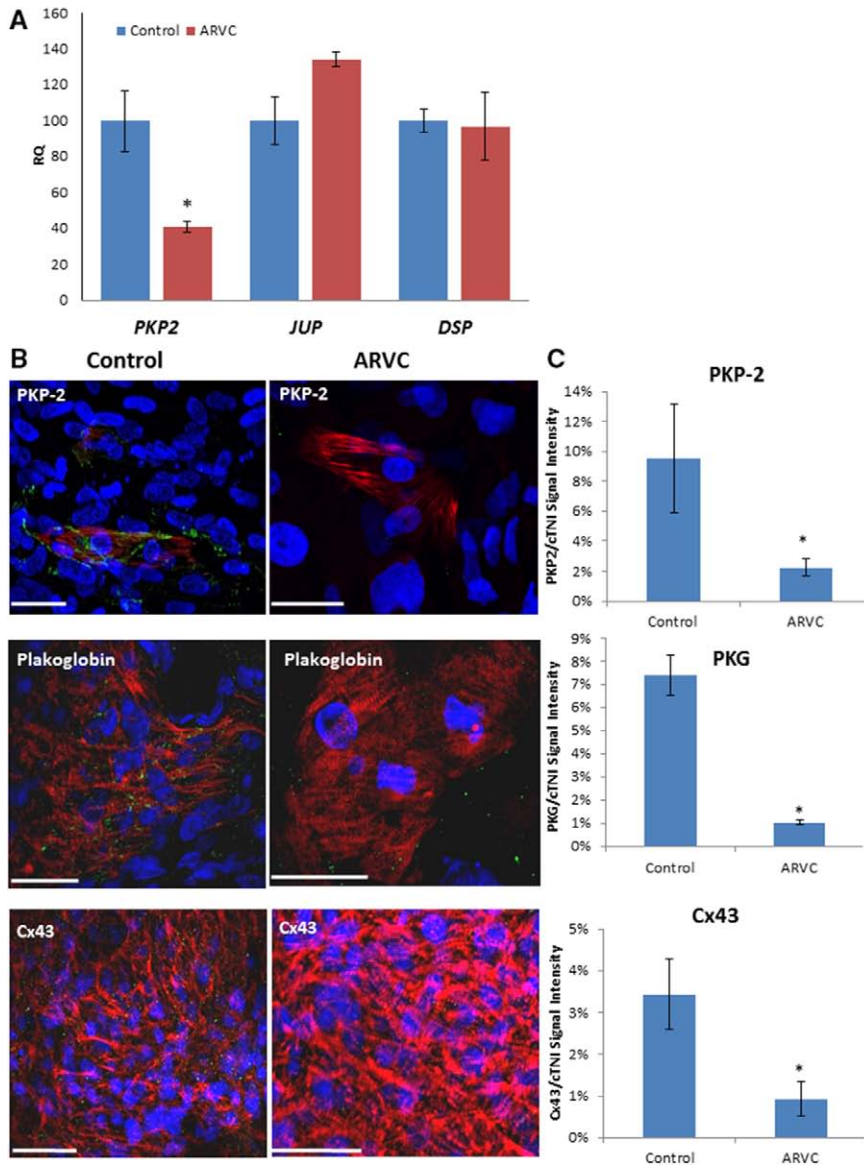 A
Control ARVC
160
140
120
100
80
60
40
20
0
RQ
*
PKP2 JUP DSP
B Control ARVC
PKP-2 PKP-2
Plakoglobin Plakoglobin
Cx43 Cx43
C
PKP-2
PKP2/cTNI Signal Intensity
14%
12%
10%
8%
6%
4%
2%
0%
*
Control ARVC
PKG
PKG/cTNI Signal Intensity
9%
8%
7%
7%
5%
4%
3%
2%
1%
0%
*
Control ARVC
Cx43
Cx43/cTNI Signal Intensity
5%
4%
3%
2%
1%
0%
*
Control ARVC